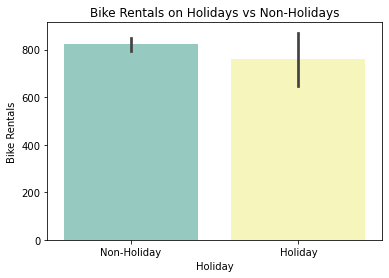 Bike Rentals on Holidays vs Non-Holidays
800
600
400
200
0
Bike Rentals
Non-Holiday
Holiday
Holiday